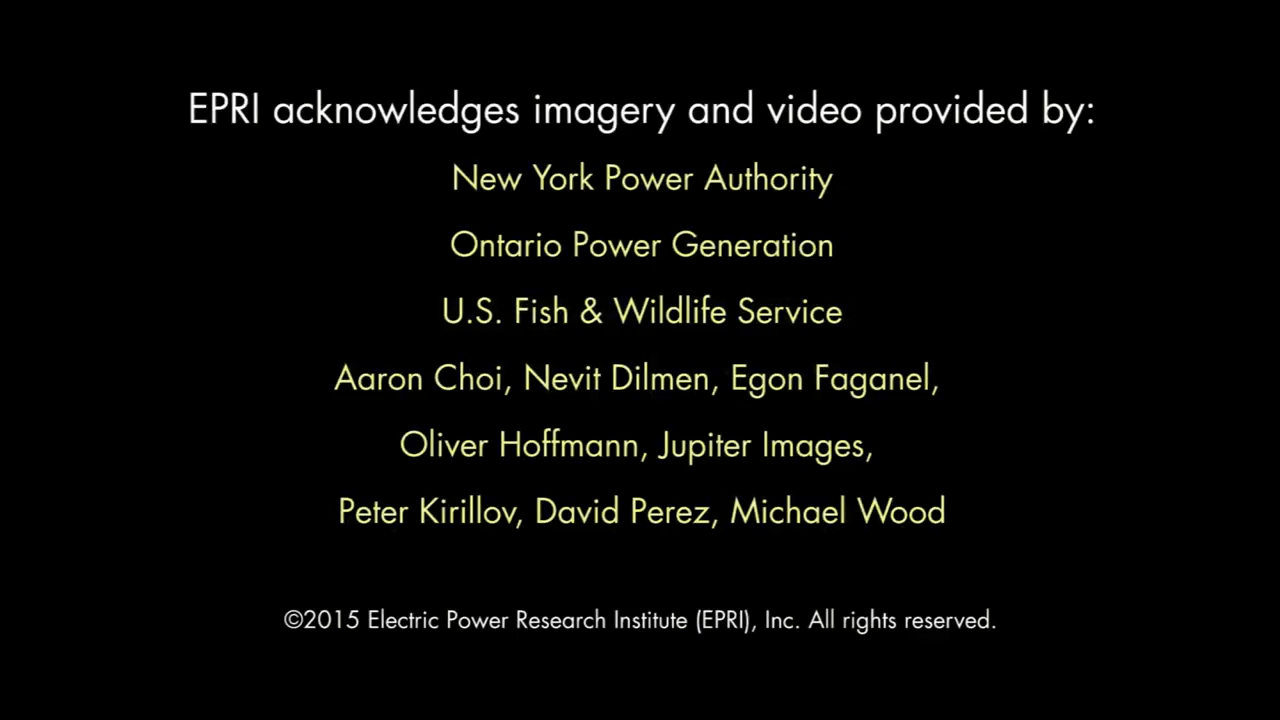 EPRI acknowledges imagery and video provided by:
New York Power Authority
Ontario Power Generation
U.S. Fish & Wildlife Service
Aaron Choi, Nevit Dilmen, Egon Faganel,
Oliver Hoffmann, Jupiter Images,
Peter Kirillov, David Perez, Michael Wood
©2015 Electric Power Research Institute (EPRI), Inc. All rights reserved.